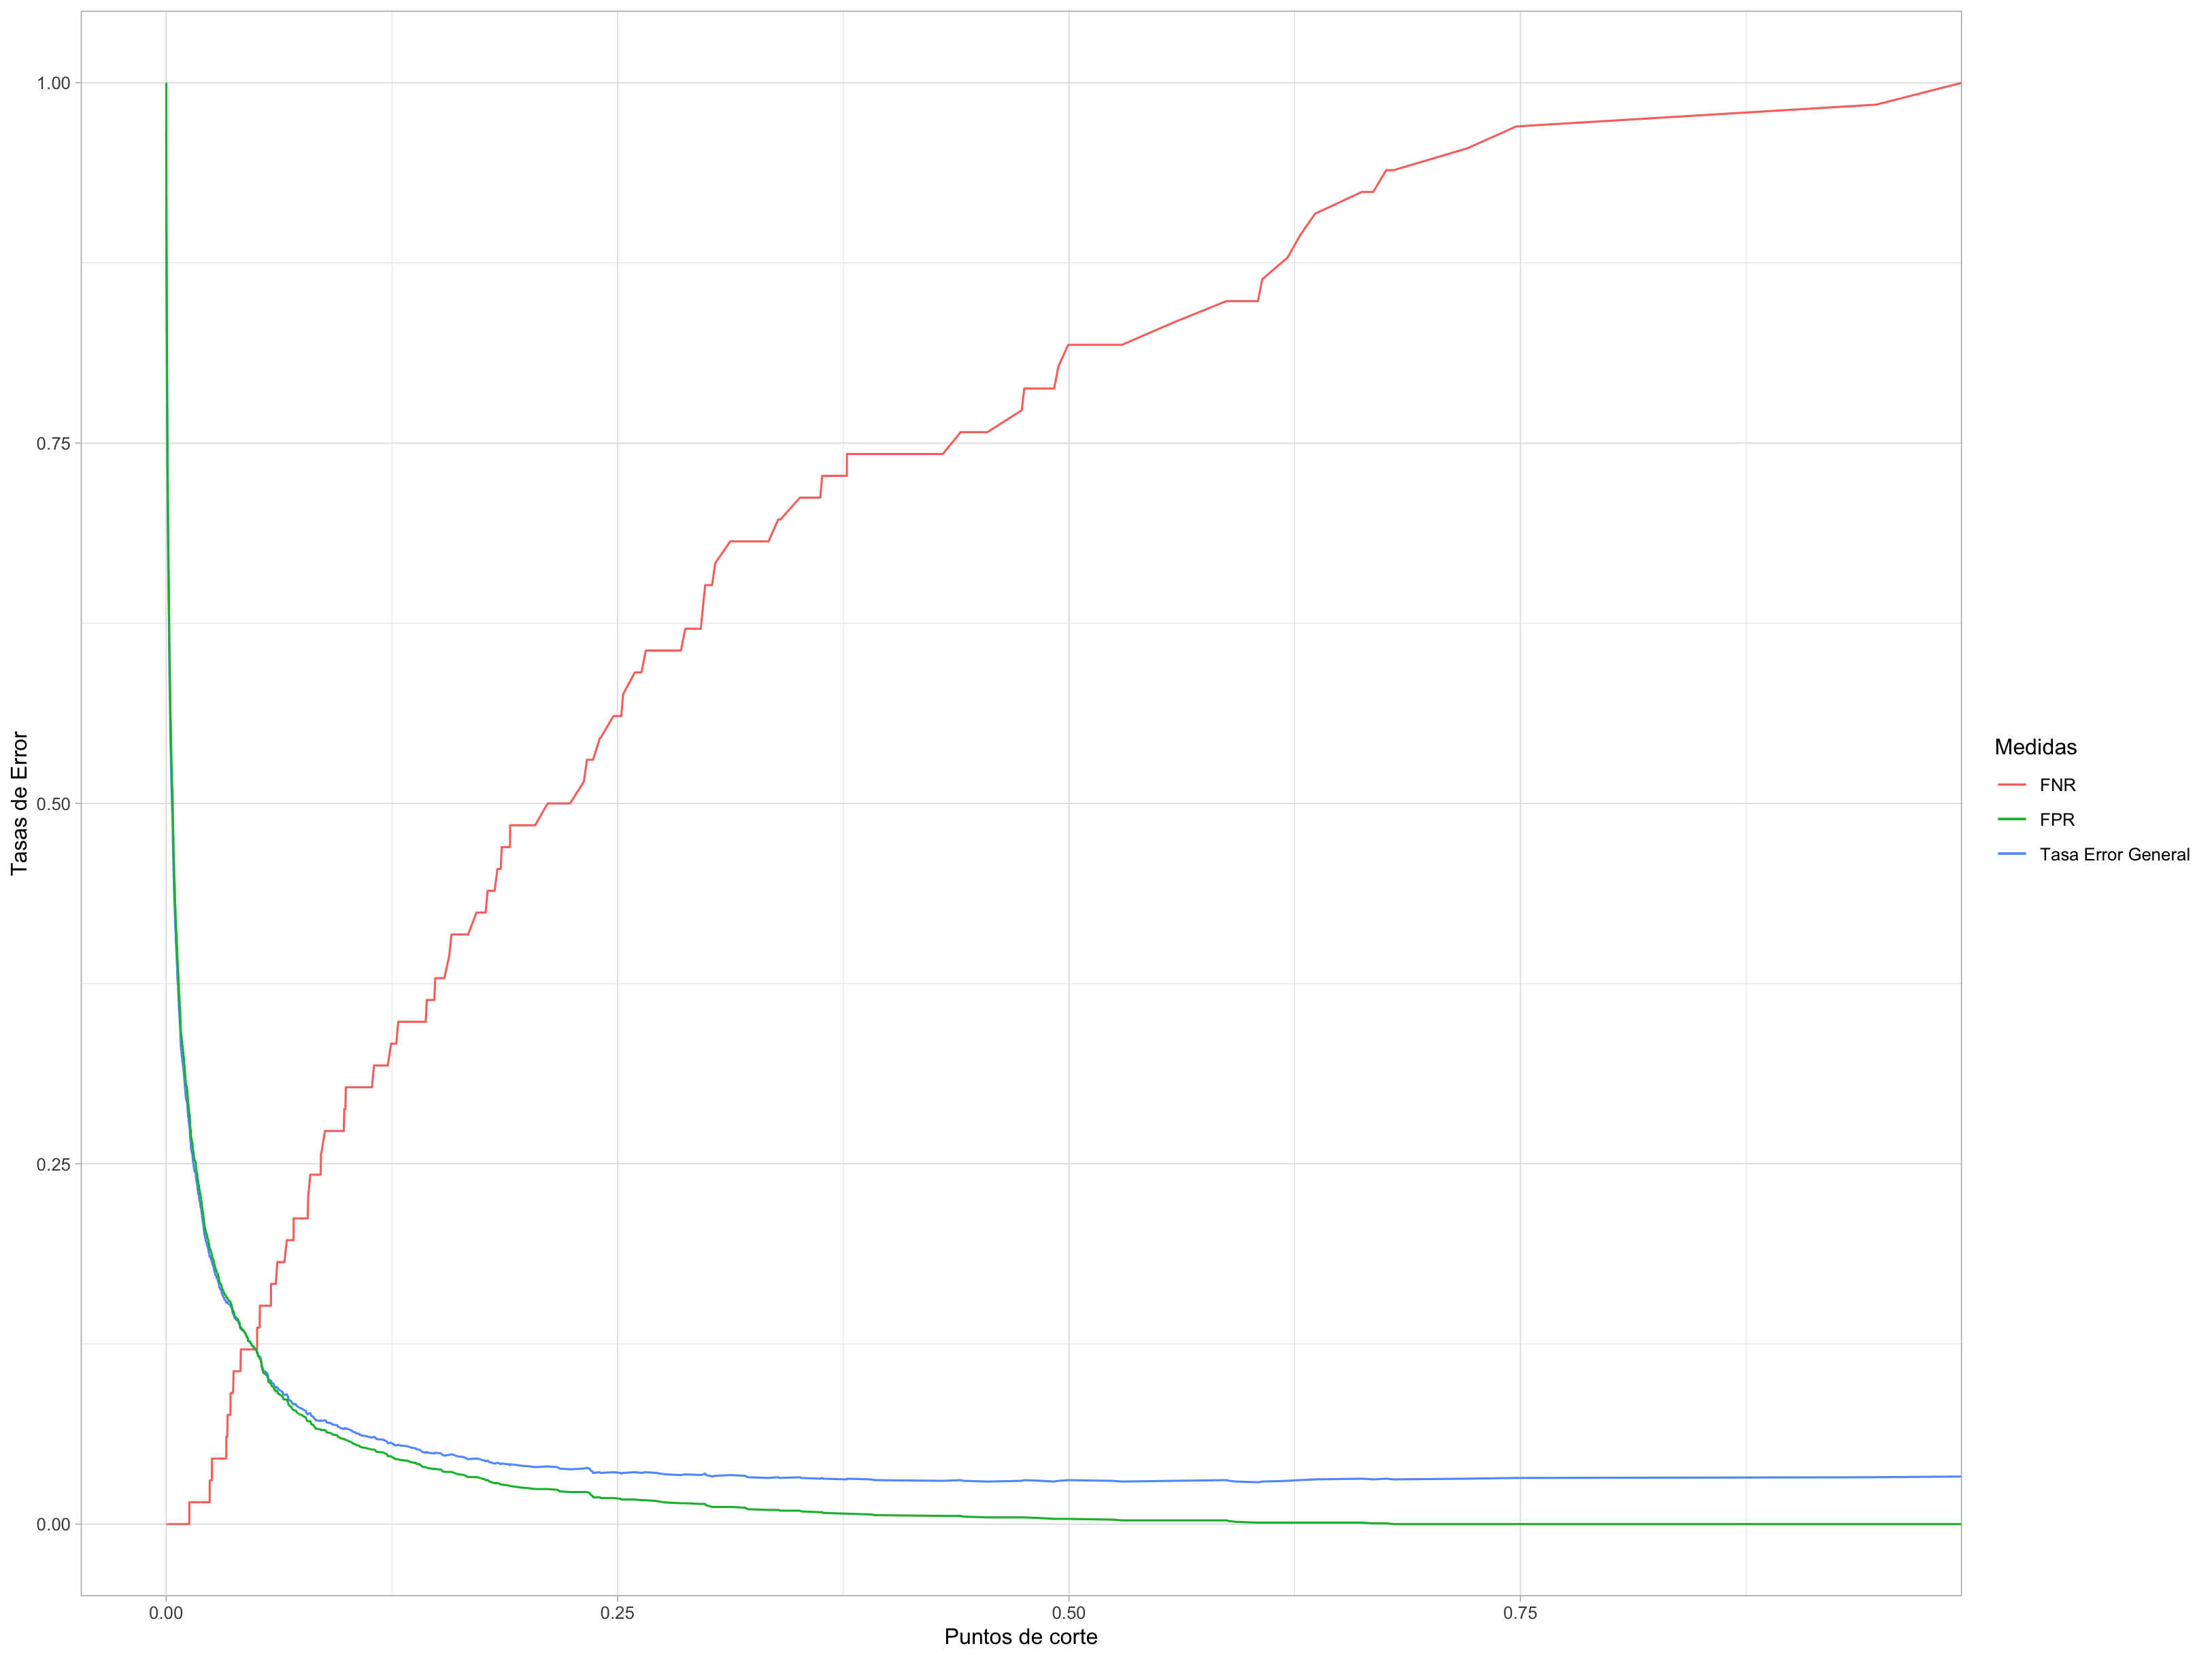 1.00
0.75
0.50
0.25
0.00
Tasas de Error
0.00
0.25
0.50
0.75
Puntos de corte
Medidas
FNR
FPR
Tasa Error General